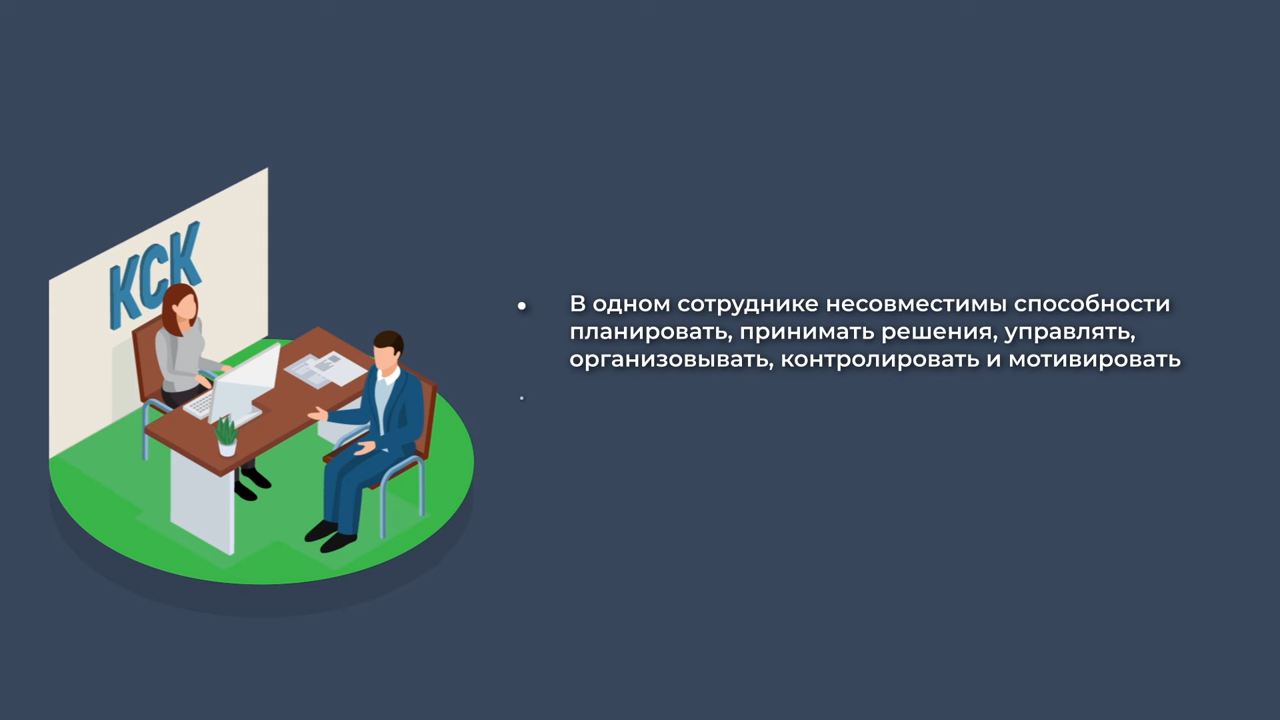 КСК
• В одном сотруднике несовместимы способности
планировать, принимать решения, управлять,
организовывать, контролировать и мотивировать